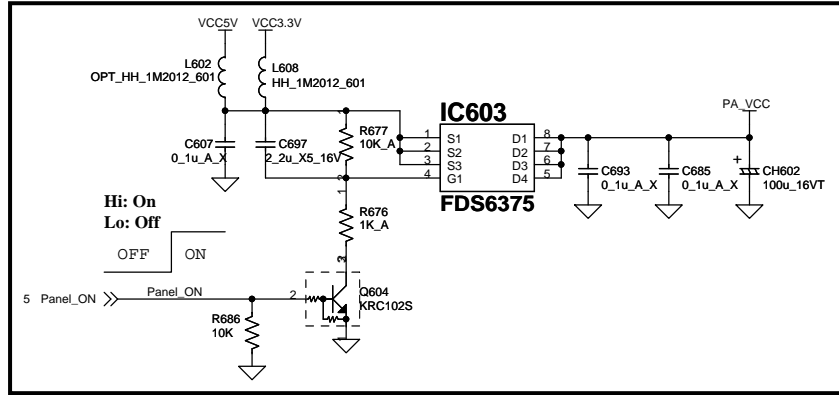 VCC5V
VCC3.3V
L602
OPT_HH_1M2012_601
L608
HH_1M2012_601
IC603
PA_VCC
C607
0_1u_A_X
C697
2_2u_X5_16V
R677
10K_A
1
2
3
4
S1
S2
S3
G1
D1
D2
D3
D4
8
7
6
5
FDS6375
C693
0_1u_A_X
C685
0_1u_A_X
+
CH602
100u_16VT
1
2
R676
1K_A
Hi: On
Lo: Off
OFF
ON
5 Panel_ON
Panel_ON
2
Q604
KRC102S
R686
10K